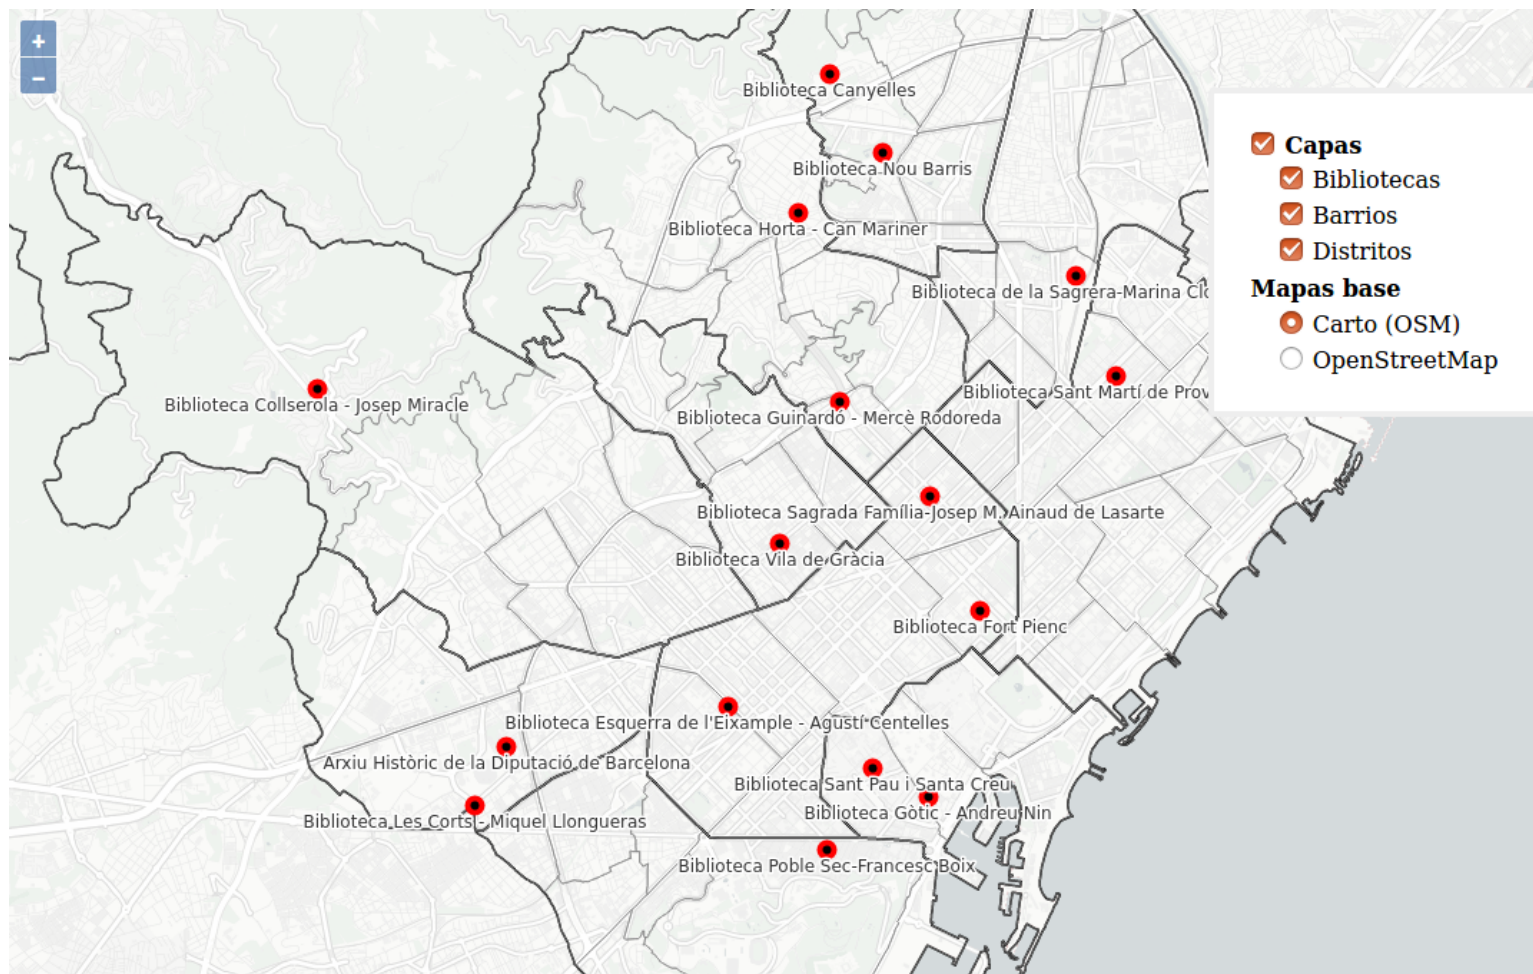 +
−
Biblioteca Canyelles
Biblioteca Nou Barris
Biblioteca Horta - Can Mariner
Biblioteca de la Sagrera-Marina Clo
Biblioteca Collserola - Josep Miracle
Biblioteca Sant Martí de Prov
Biblioteca Guinardó - Mercè Rodoreda
Biblioteca Sagrada Família-Josep M. Ainaud de Lasarte
Biblioteca Vila de Gràcia
Biblioteca Fort Pienc
Biblioteca Esquerra de l'Eixample - Agustí Centelles
Arxiu Històric de la Diputació de Barcelona
Biblioteca Sant Pau i Santa Creu
Biblioteca Gòtic - Andreu Nin
Biblioteca Les Corts - Miquel Llongueras
Biblioteca Poble Sec-Francesc Boix
Capas
Bibliotecas
Barrios
Distritos
Mapas base
Carto (OSM)
OpenStreetMap